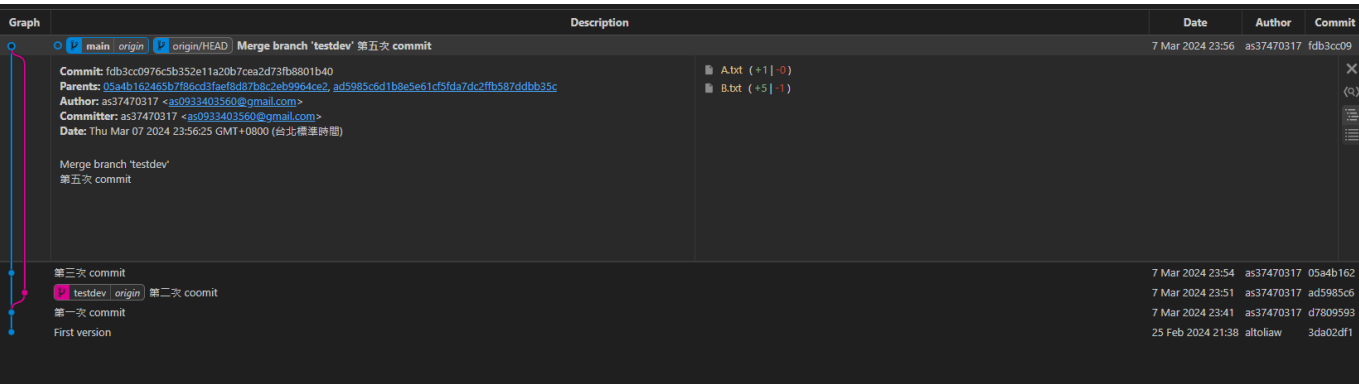 Graph Description Date Author Commit
main origin origin/HEAD Merge branch 'testdev' 第五次 commit 7 Mar 2024 23:56 as37470317 fdb3cc09
Commit: fdb3cc0976c5b352e11a20b7cea2d73fb8801b40
Parents: 05a4b162465b7f86cd3faef8d87b8c2eb9964ce2, ad5985c6d1b8e5e61cf5fda7dc2ffb587ddbb35c
Author: as37470317 <as0933403560@gmail.com>
Committer: as37470317 <as0933403560@gmail.com>
Date: Thu Mar 07 2024 23:56:25 GMT+0800 (台北標準時間)
Merge branch 'testdev'
第五次 commit
A.txt (+1|-0)
B.txt (+5|-1)
第三次 commit 7 Mar 2024 23:54 as37470317 05a4b162
testdev origin 第二次 coomit 7 Mar 2024 23:51 as37470317 ad5985c6
第一次 commit 7 Mar 2024 23:41 as37470317 d7809593
First version 25 Feb 2024 21:38 altoliaw 3da02df1